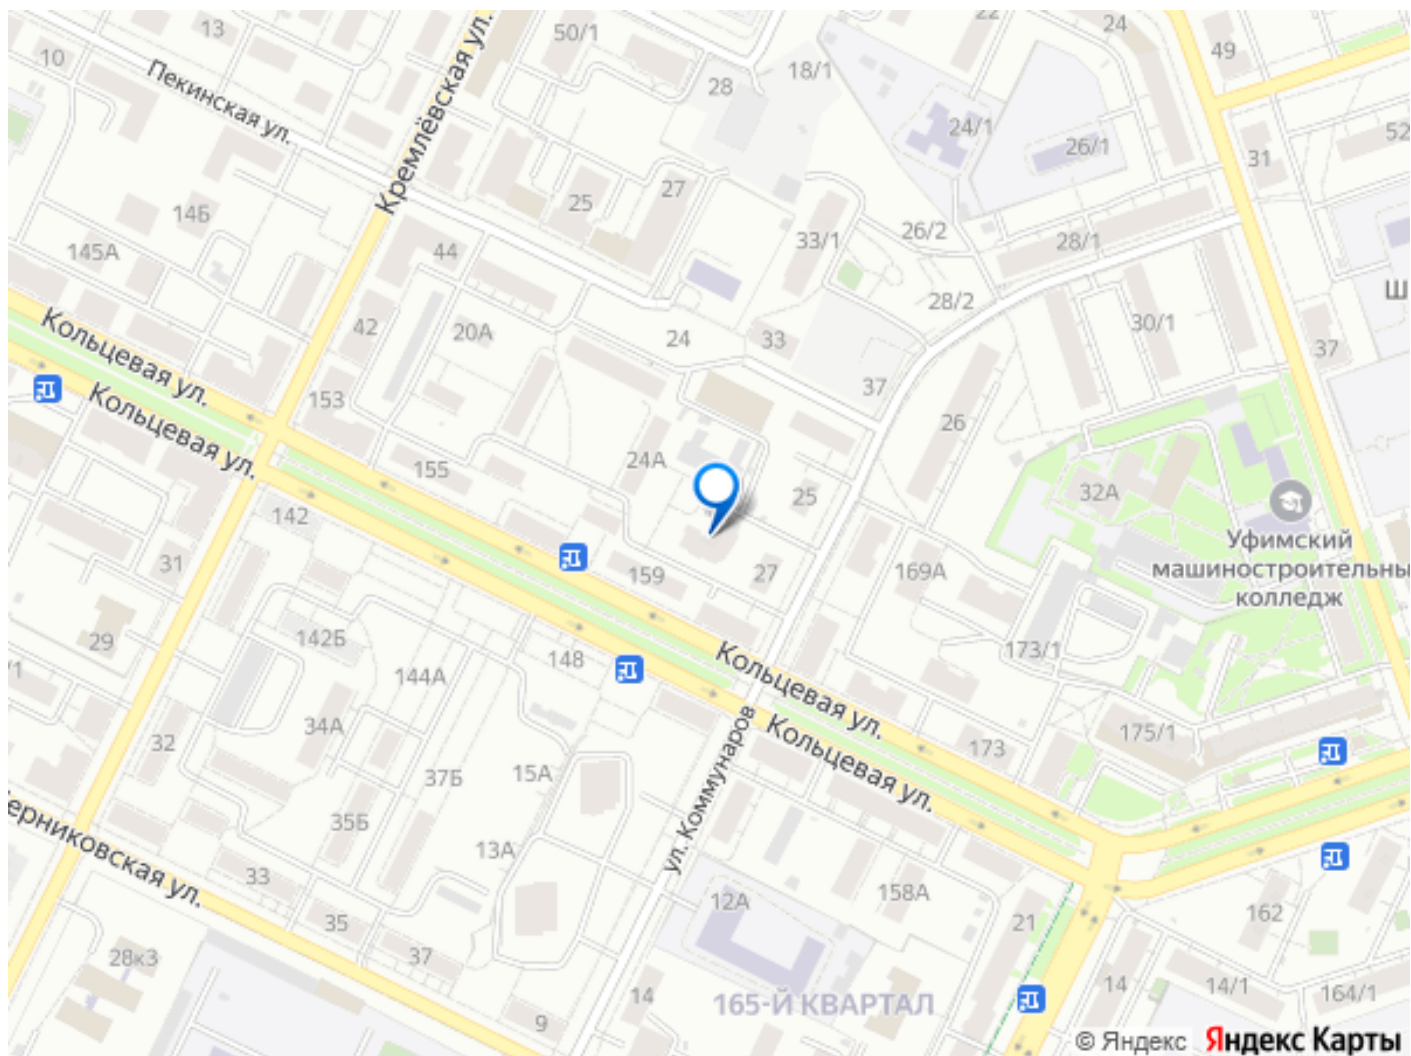 13
50/1
22
24
49
10
Пекинская ул.
Кремлёвская ул.
28
18/1
24/1
26/1
31
52
14Б
25
27
33/1
26/2
28/1
145А
44
28/2
Ш
Кольцевая ул.
42
20А
24
33
30/1
37
Кольцевая ул.
153
37
26
155
24А
25
32А
142
Уфимский
машиностроительны
колледж
31
159
27
169А
29
142Б
148
144А
173/1
/1
Кольцевая ул.
32
34А
37Б
15А
ул. Коммунаров
Кольцевая ул.
173
175/1
ерниковская ул.
35Б
13А
33
12А
158А
35
21
162
37
28к3
14
165-Й КВАРТАЛ
9
14
14/1
164/1
© Яндекс
Яндекс Карты